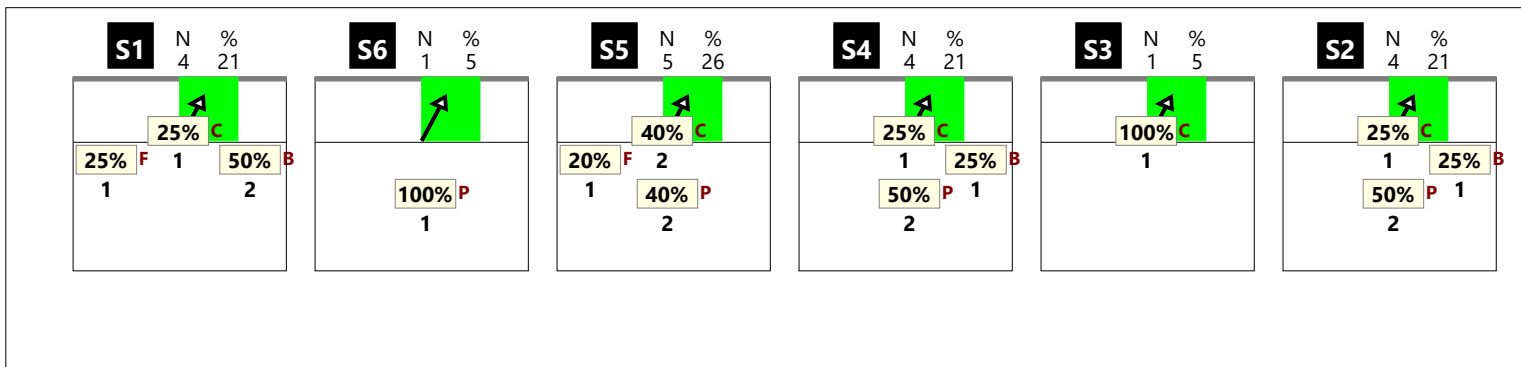 S1 N % 4 21
25% C 1
25% F 1
50% B 2
S6 N % 1 5
100% P 1
S5 N % 5 26
40% C 2
20% F 1
40% P 2
S4 N % 4 21
25% C 1
25% B 1
50% P 2
S3 N % 1 5
100% C 1
S2 N % 4 21
25% C 1
25% B 1
50% P 2